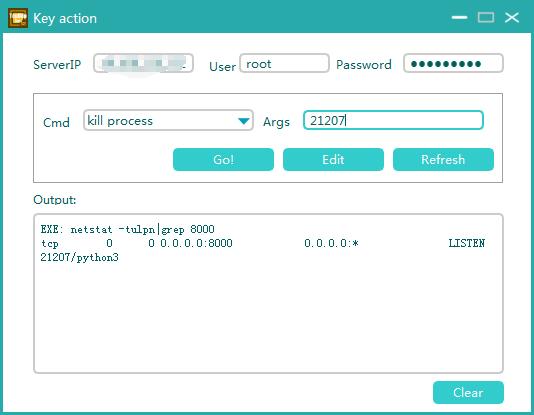 Key action
ServerIP User root Password ●●●●●●●●●
Cmd kill process Args 21207
Go! Edit Refresh
Output:
EXE: netstat -tulpn|grep 8000
tcp 0 0 0.0.0.0:8000 0.0.0.0:* LISTEN
21207/python3
Clear